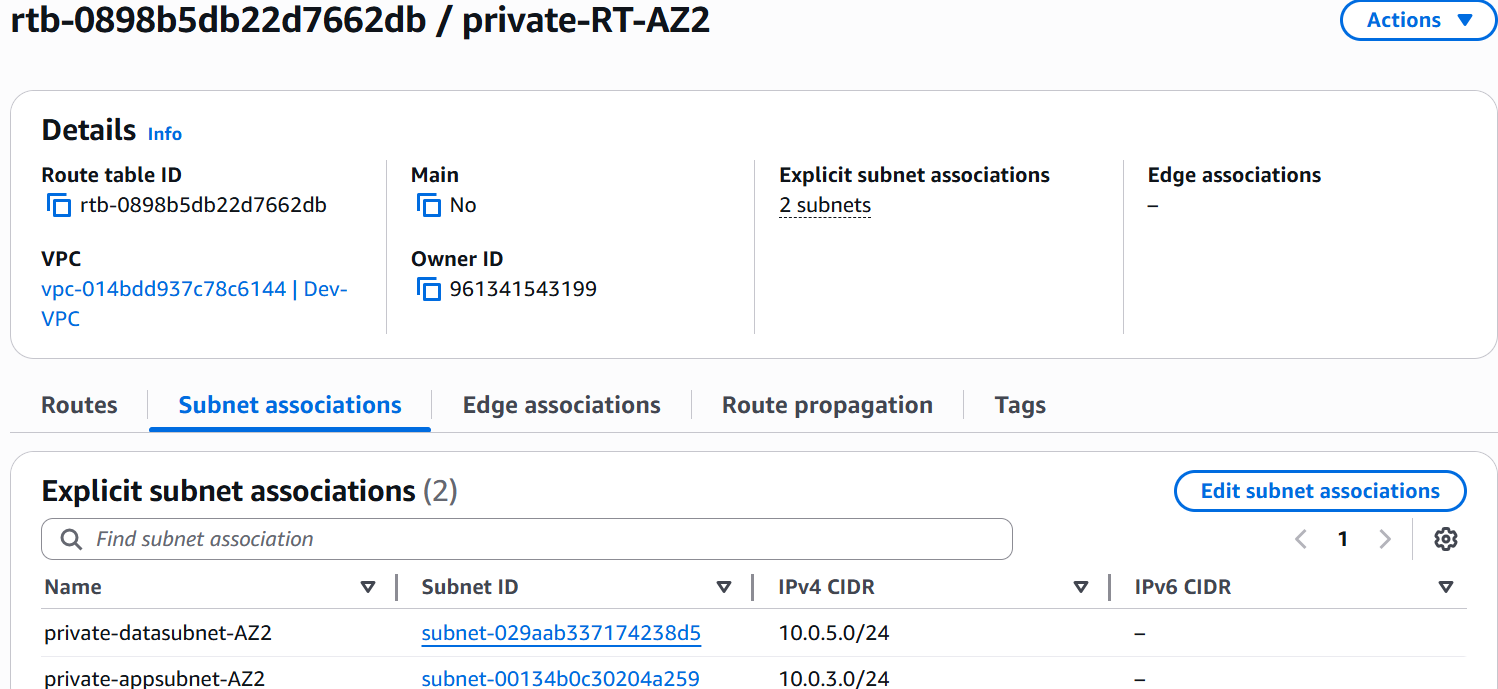 rtb-0898b5db22d7662db / private-RT-AZ2
Actions
Details Info
Route table ID
rtb-0898b5db22d7662db
Main
No
Explicit subnet associations
2 subnets
Edge associations
–
VPC
vpc-014bdd937c78c6144 | Dev-
VPC
Owner ID
961341543199
Routes
Subnet associations
Edge associations
Route propagation
Tags
Explicit subnet associations (2)
Edit subnet associations
Find subnet association
1
Name
Subnet ID
IPv4 CIDR
IPv6 CIDR
private-datasubnet-AZ2
subnet-029aab337174238d5
10.0.5.0/24
–
private-appsubnet-AZ2
subnet-00134b0c30204a259
10.0.3.0/24
–